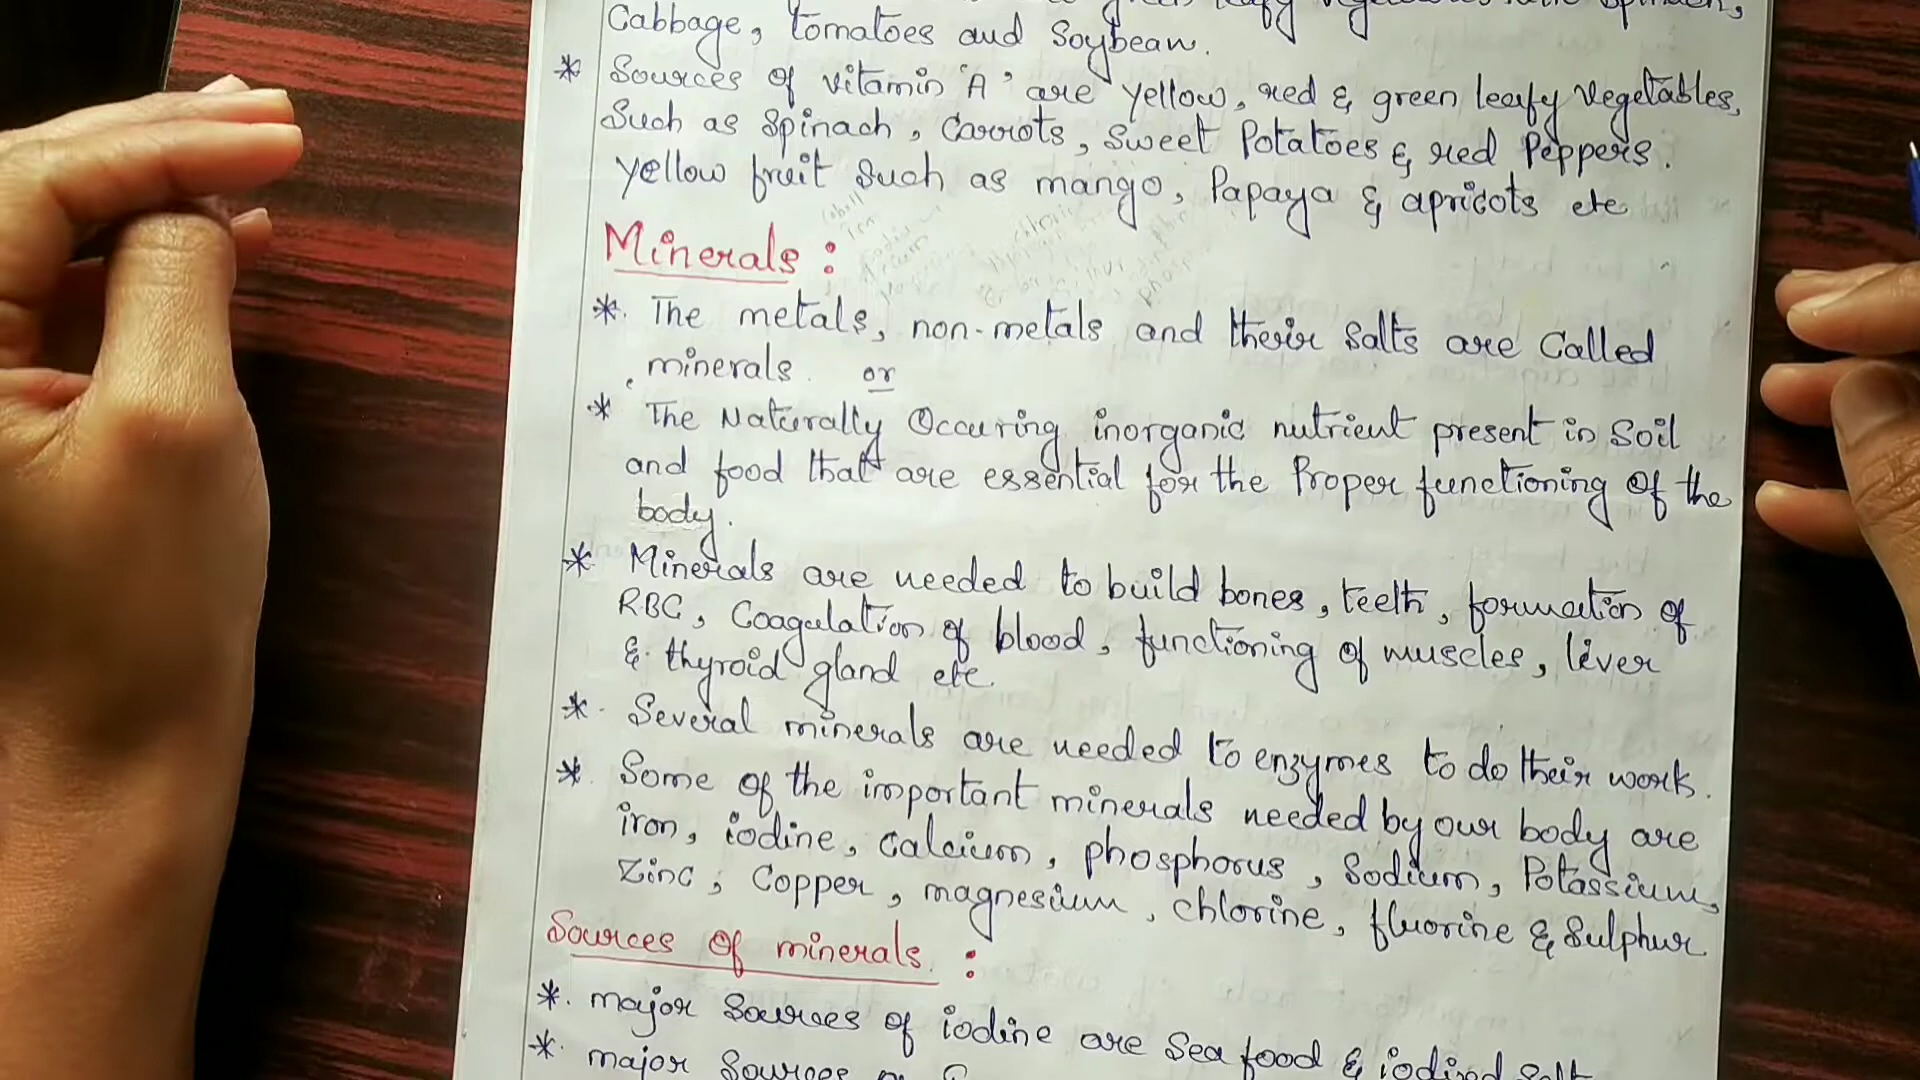 green leafy vegetables like spinach,
Cabbage, tomatoes and Soybean.
* Sources of vitamin 'A' are yellow, red & green leafy vegetables,
Such as Spinach, Carrots, Sweet Potatoes & red Peppers.
yellow fruit Such as mango, Papaya & apricots etc
Minerals :
*. The metals, non-metals and their Salts are Called
minerals. or
* The Naturally Occuring inorganic nutrient present in Soil
and food that are essential for the Proper functioning of the
body.
* Minerals are needed to build bones, teeth, formation of
RBC, Coagulation of blood, functioning of muscles, liver
& thyroid gland etc.
*. Several minerals are needed to enzymes to do their work.
*. Some of the important minerals needed by our body are
iron, iodine, Calcium, phosphorus, Sodium, Potassium,
Zinc, Copper, magnesium, chlorine, fluorine & Sulphur
Sources Of minerals. :
*. major Sources of iodine are Sea food & iodized Salt
*. major Sources